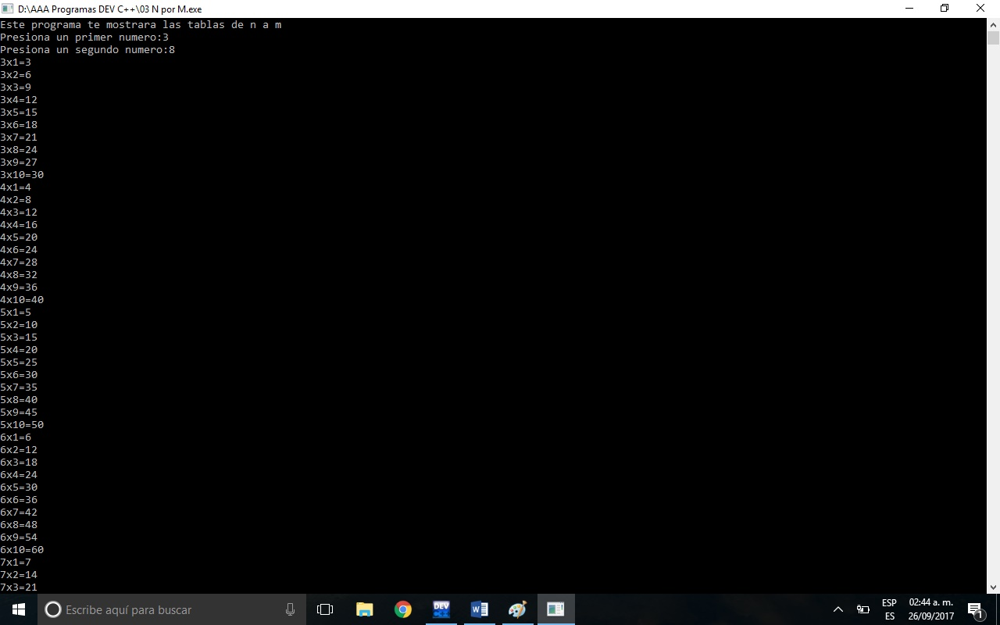 D:\AAA Programas DEV C++\03 N por M.exe
Este programa te mostrara las tablas de n a m
Presiona un primer numero:3
Presiona un segundo numero:8
3x1=3
3x2=6
3x3=9
3x4=12
3x5=15
3x6=18
3x7=21
3x8=24
3x9=27
3x10=30
4x1=4
4x2=8
4x3=12
4x4=16
4x5=20
4x6=24
4x7=28
4x8=32
4x9=36
4x10=40
5x1=5
5x2=10
5x3=15
5x4=20
5x5=25
5x6=30
5x7=35
5x8=40
5x9=45
5x10=50
6x1=6
6x2=12
6x3=18
6x4=24
6x5=30
6x6=36
6x7=42
6x8=48
6x9=54
6x10=60
7x1=7
7x2=14
7x3=21
Escribe aquí para buscar
DEV
W
ESP
ES
02:44 a. m.
26/09/2017
1